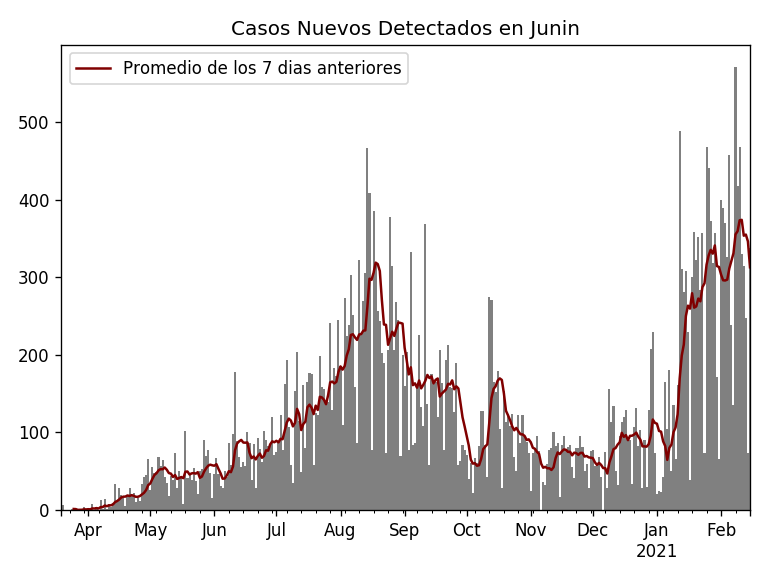 Casos Nuevos Detectados en Junin
Promedio de los 7 dias anteriores
500
400
300
200
100
0
Apr May Jun Jul Aug Sep Oct Nov Dec Jan Feb
2021